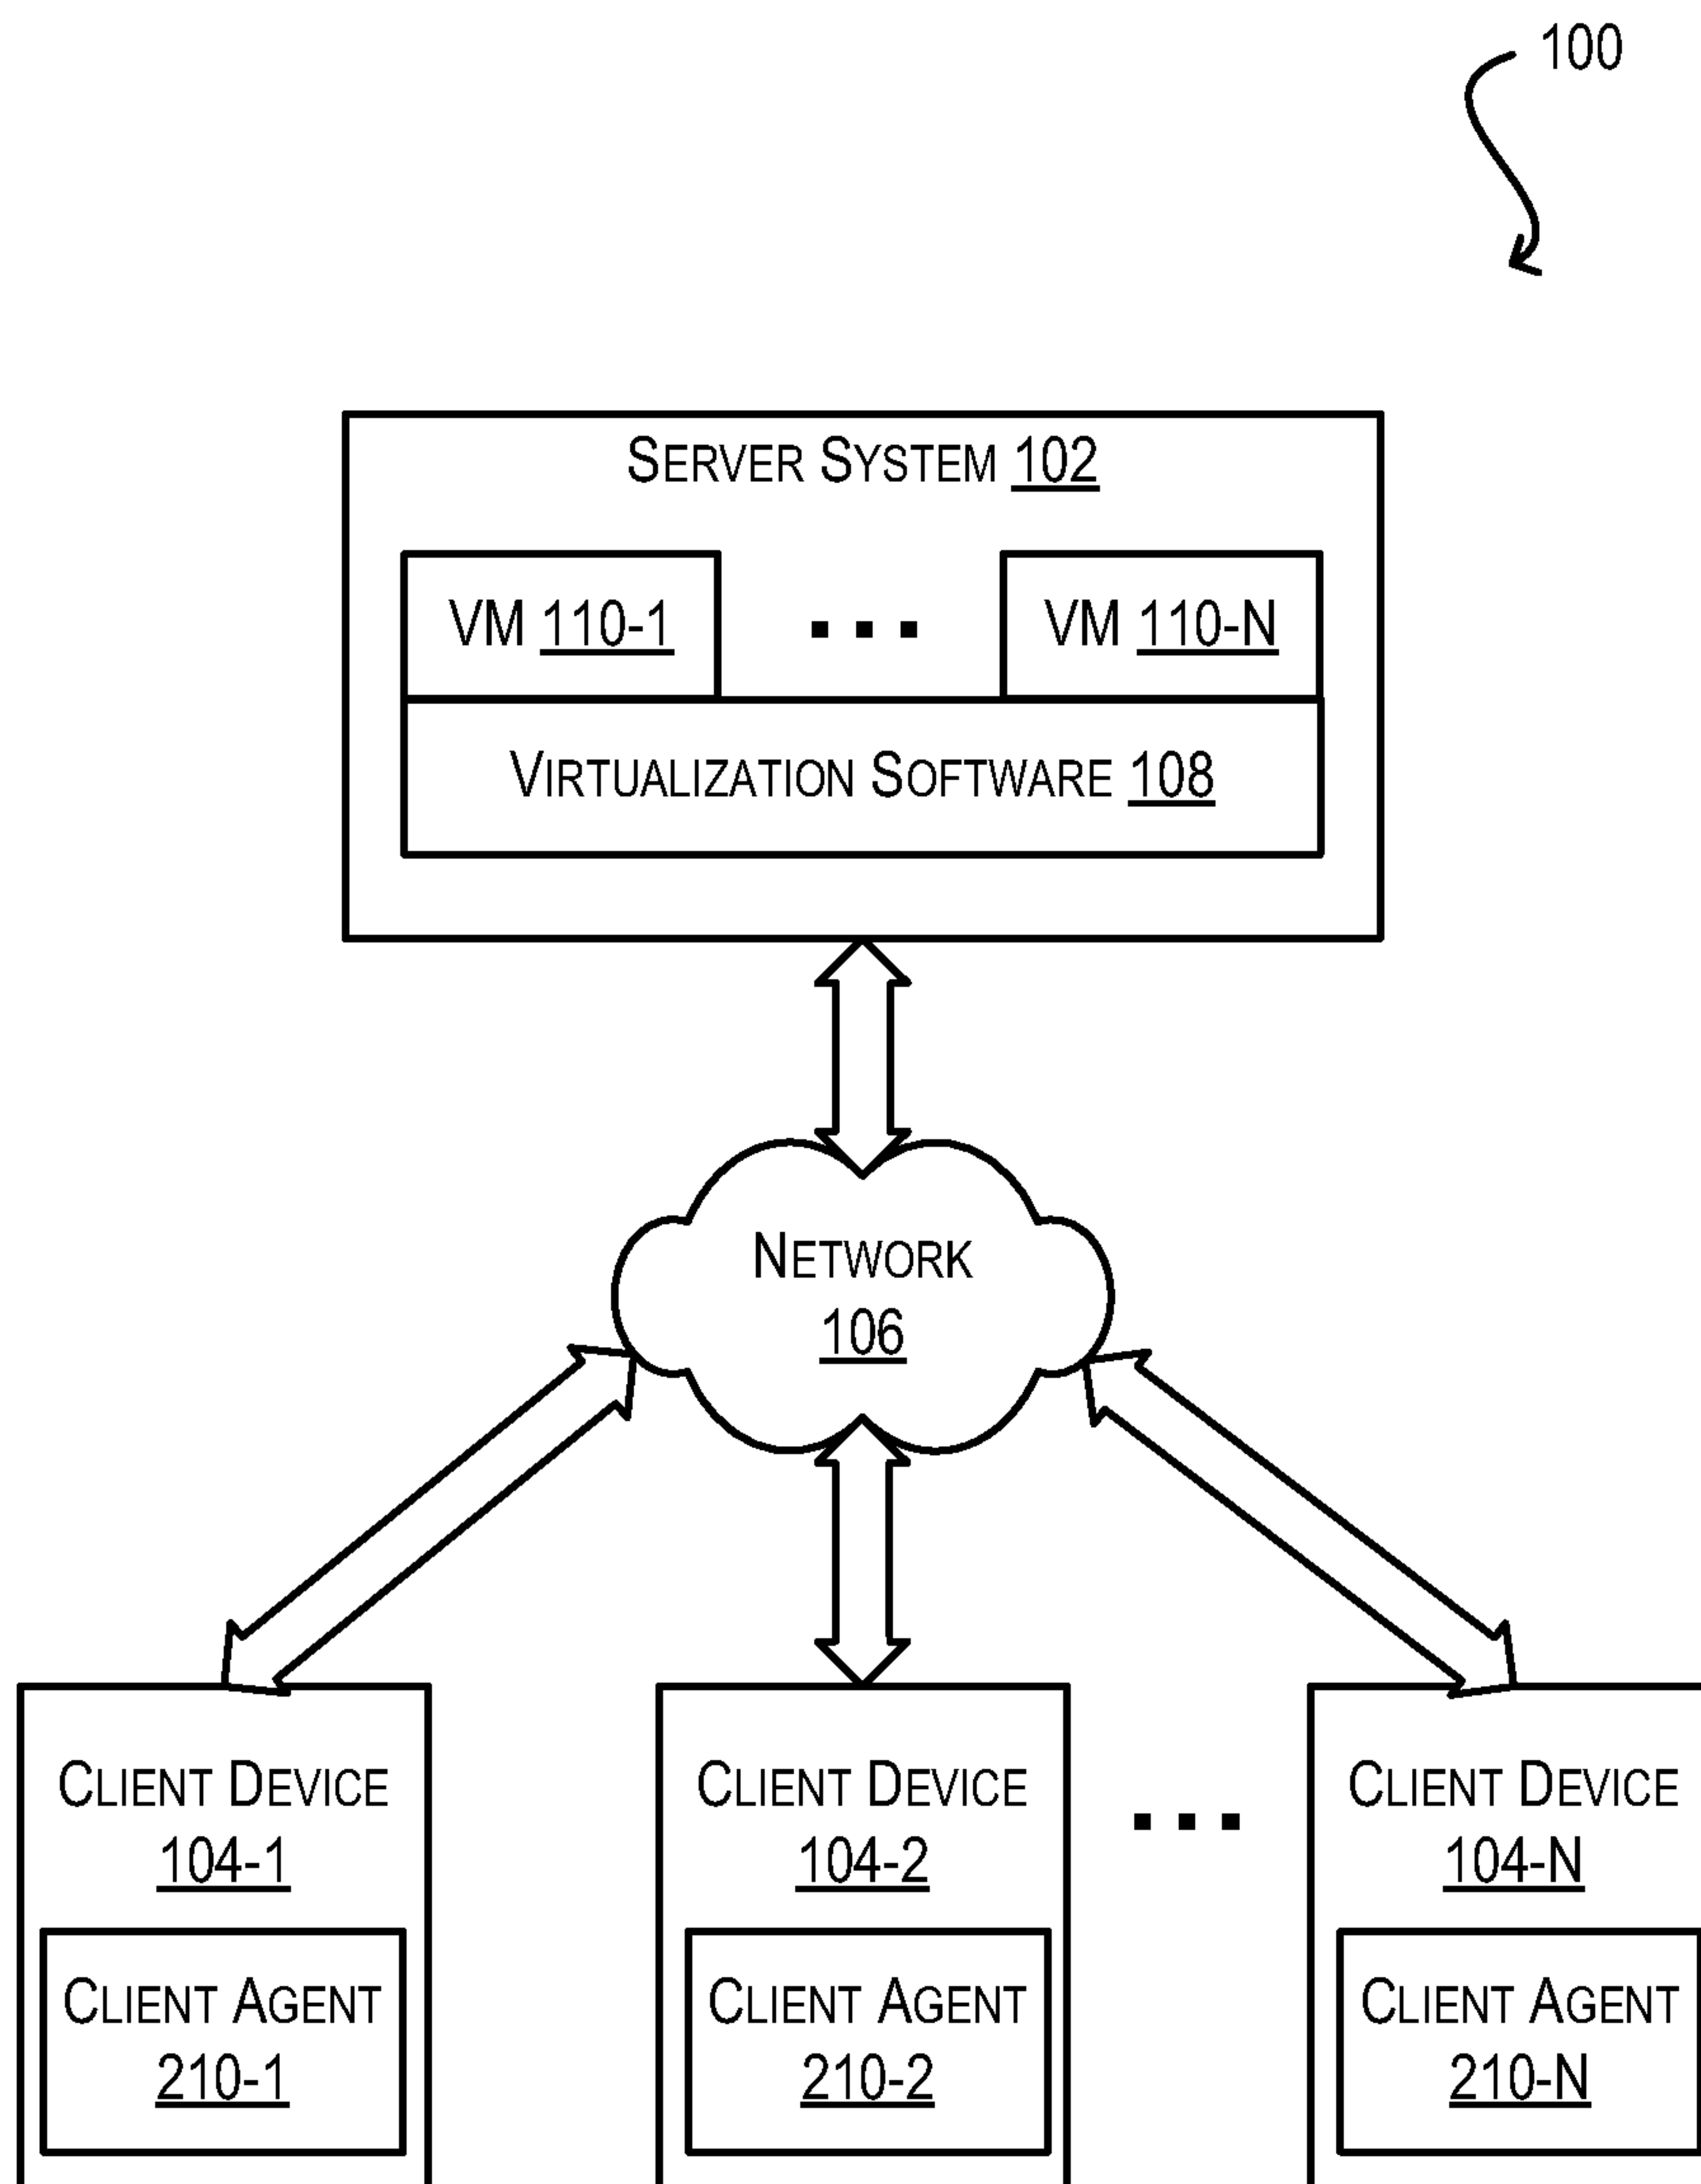 100
SERVER SYSTEM 102
VM 110-1
VM 110-N
VIRTUALIZATION SOFTWARE 108
NETWORK
106
CLIENT DEVICE
104-1
CLIENT AGENT
210-1
CLIENT DEVICE
104-2
CLIENT AGENT
210-2
CLIENT DEVICE
104-N
CLIENT AGENT
210-N